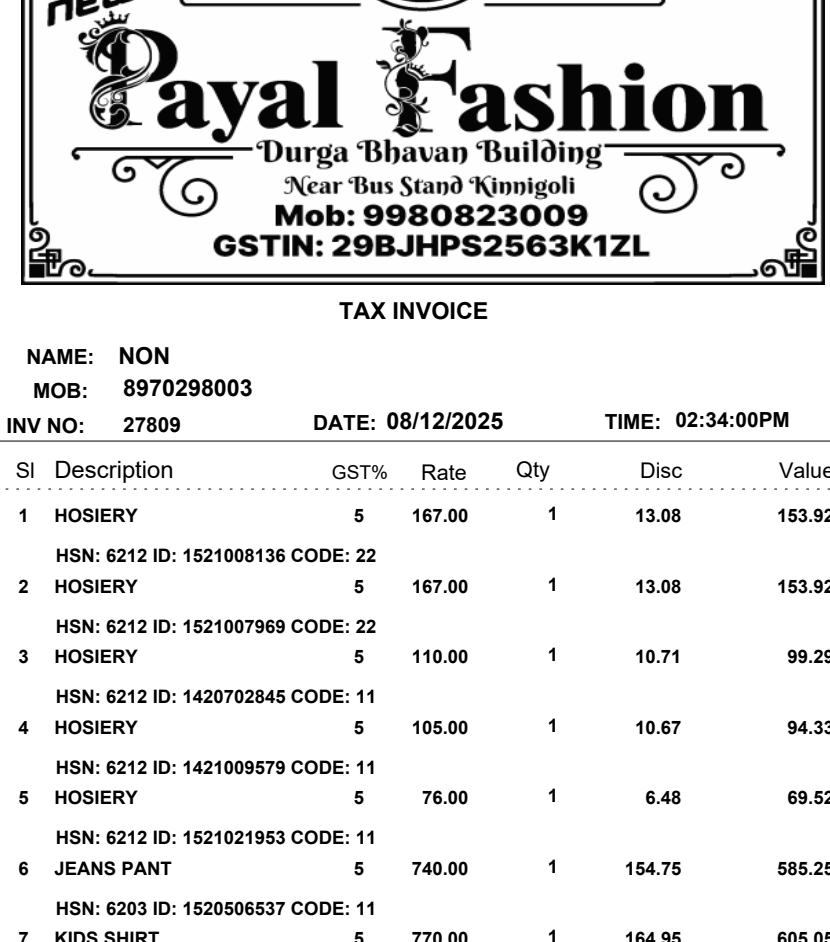 new
Payal Fashion
Durga Bhavan Building
Near Bus Stand Kinnigoli
Mob: 9980823009
GSTIN: 29BJHPS2563K1ZL
TAX INVOICE
NAME: NON
MOB: 8970298003
INV NO: 27809 DATE: 08/12/2025 TIME: 02:34:00PM
Sl Description GST% Rate Qty Disc Value
1 HOSIERY 5 167.00 1 13.08 153.92
HSN: 6212 ID: 1521008136 CODE: 22
2 HOSIERY 5 167.00 1 13.08 153.92
HSN: 6212 ID: 1521007969 CODE: 22
3 HOSIERY 5 110.00 1 10.71 99.29
HSN: 6212 ID: 1420702845 CODE: 11
4 HOSIERY 5 105.00 1 10.67 94.33
HSN: 6212 ID: 1421009579 CODE: 11
5 HOSIERY 5 76.00 1 6.48 69.52
HSN: 6212 ID: 1521021953 CODE: 11
6 JEANS PANT 5 740.00 1 154.75 585.25
HSN: 6203 ID: 1520506537 CODE: 11
7 KIDS SHIRT 5 770.00 1 164.95 605.05